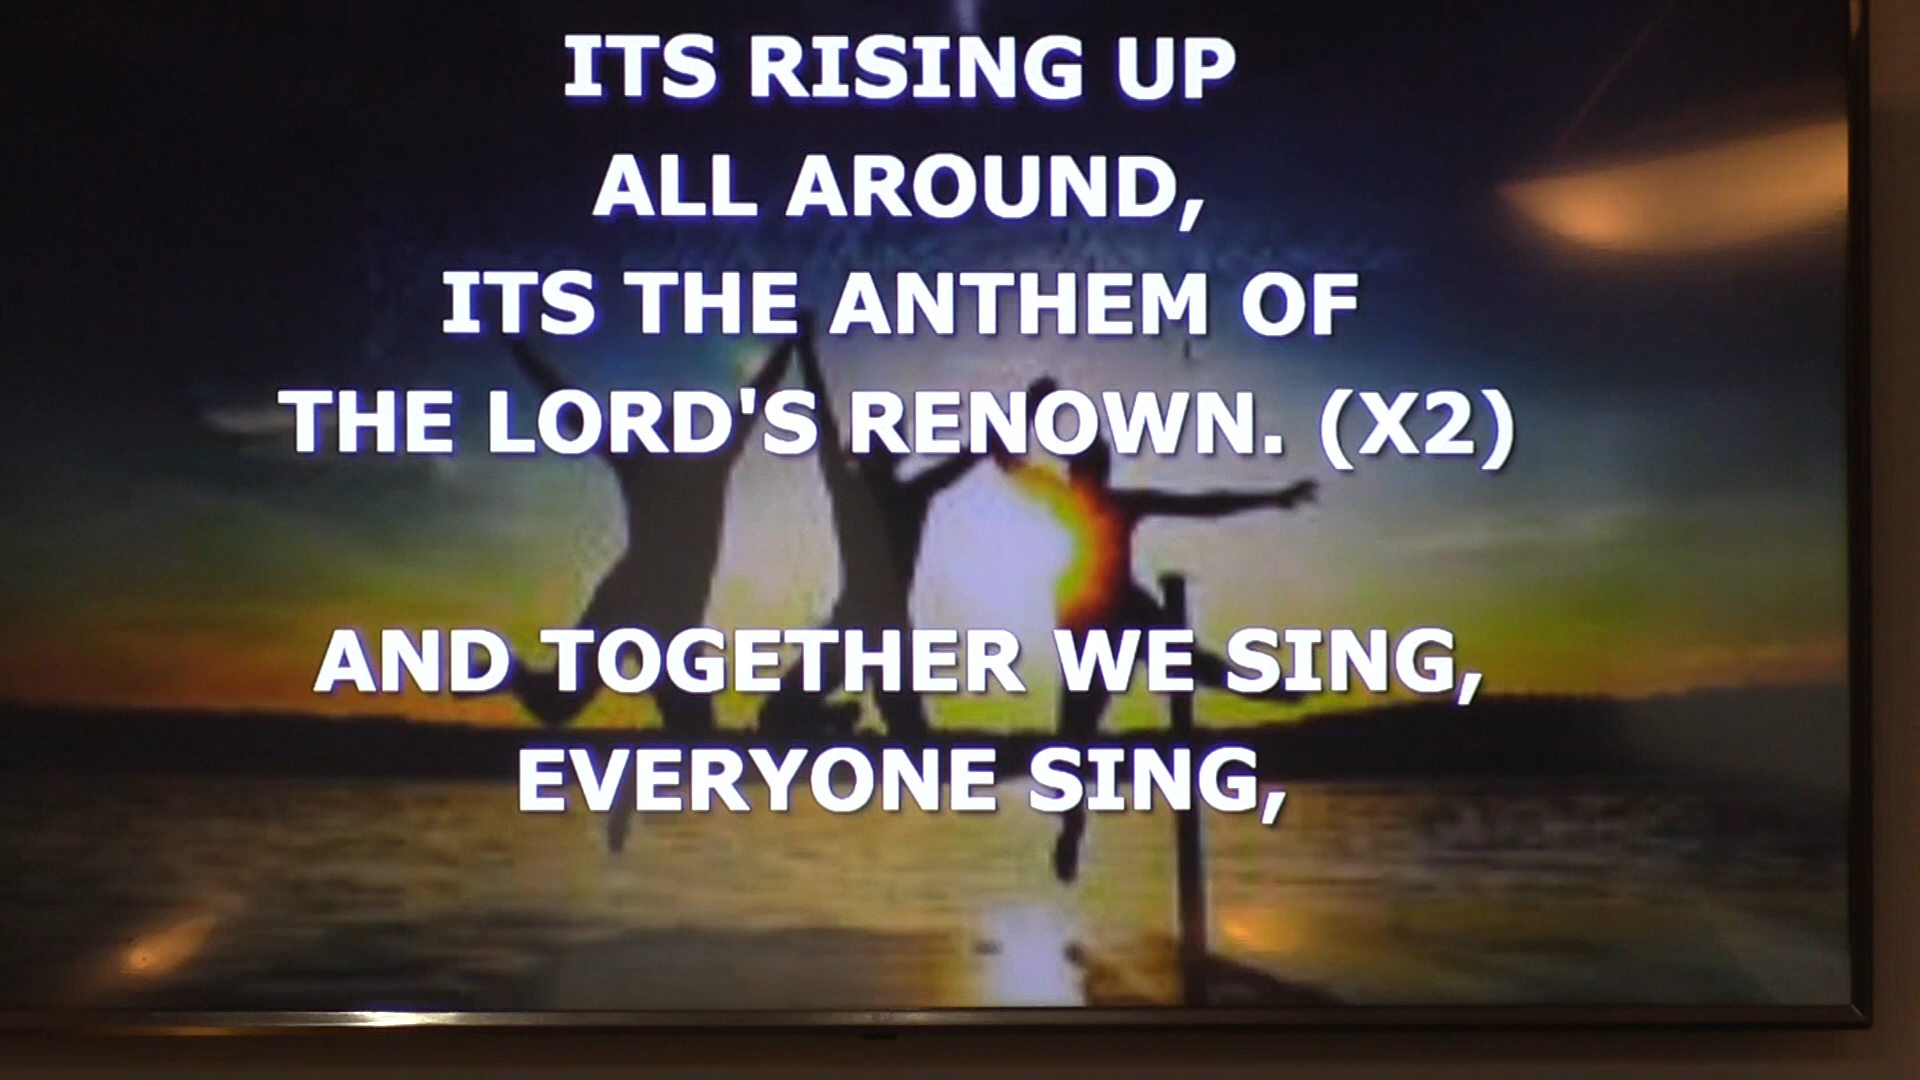 ITS RISING UP
ALL AROUND,
ITS THE ANTHEM OF
THE LORD'S RENOWN. (X2)
AND TOGETHER WE SING,
EVERYONE SING,